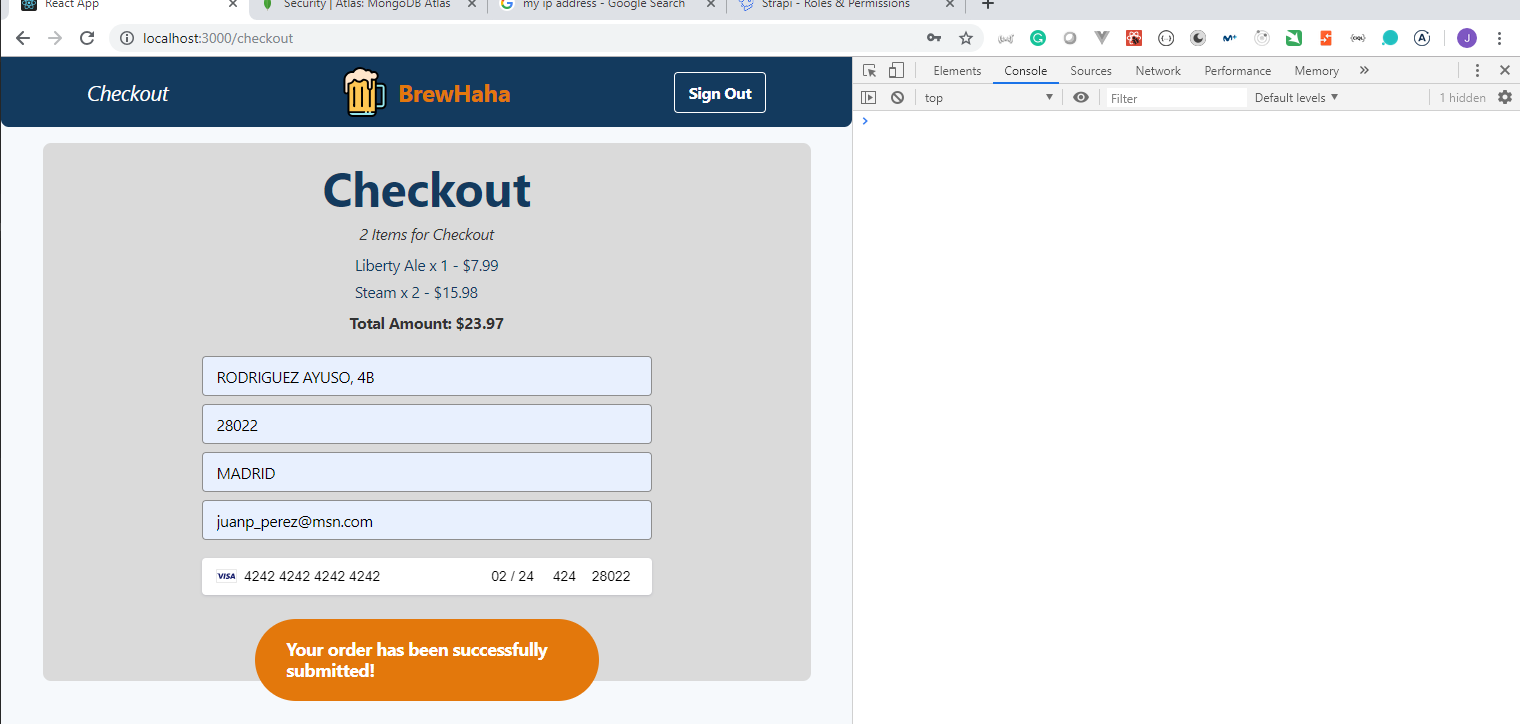 React App
Security | Atlas: MongoDB Atlas
my ip address - Google Search
Strapi - Roles & Permissions
localhost:3000/checkout
J
Elements Console Sources Network Performance Memory
top Filter Default levels ▼ 1 hidden
Checkout
BrewHaha
Sign Out
Checkout
2 Items for Checkout
Liberty Ale x 1 - $7.99
Steam x 2 - $15.98
Total Amount: $23.97
RODRIGUEZ AYUSO, 4B
28022
MADRID
juanp_perez@msn.com
VISA 4242 4242 4242 4242 02 / 24 424 28022
Your order has been successfully
submitted!